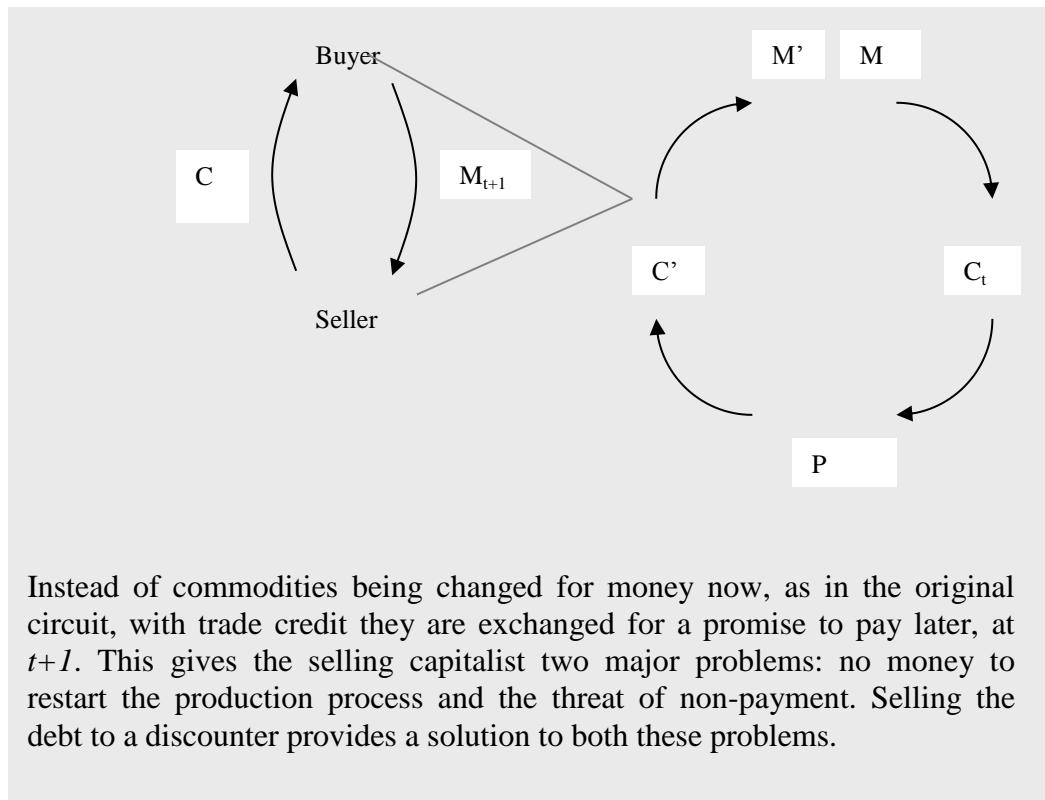 Buyer
M’ M
C
M_{t+1}
C’
C_t
Seller
P
Instead of commodities being changed for money now, as in the original
circuit, with trade credit they are exchanged for a promise to pay later, at
t+1. This gives the selling capitalist two major problems: no money to
restart the production process and the threat of non-payment. Selling the
debt to a discounter provides a solution to both these problems.